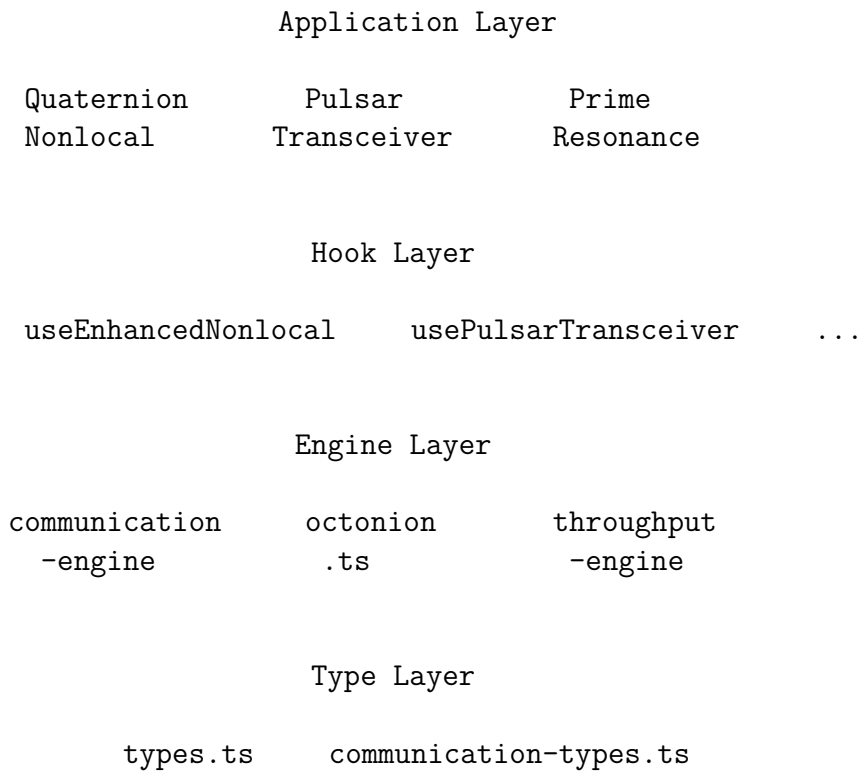 Application Layer
Quaternion Pulsar Prime
Nonlocal Transceiver Resonance
Hook Layer
useEnhancedNonlocal usePulsarTransceiver ...
Engine Layer
communication octonion throughput
-engine .ts -engine
Type Layer
types.ts communication-types.ts